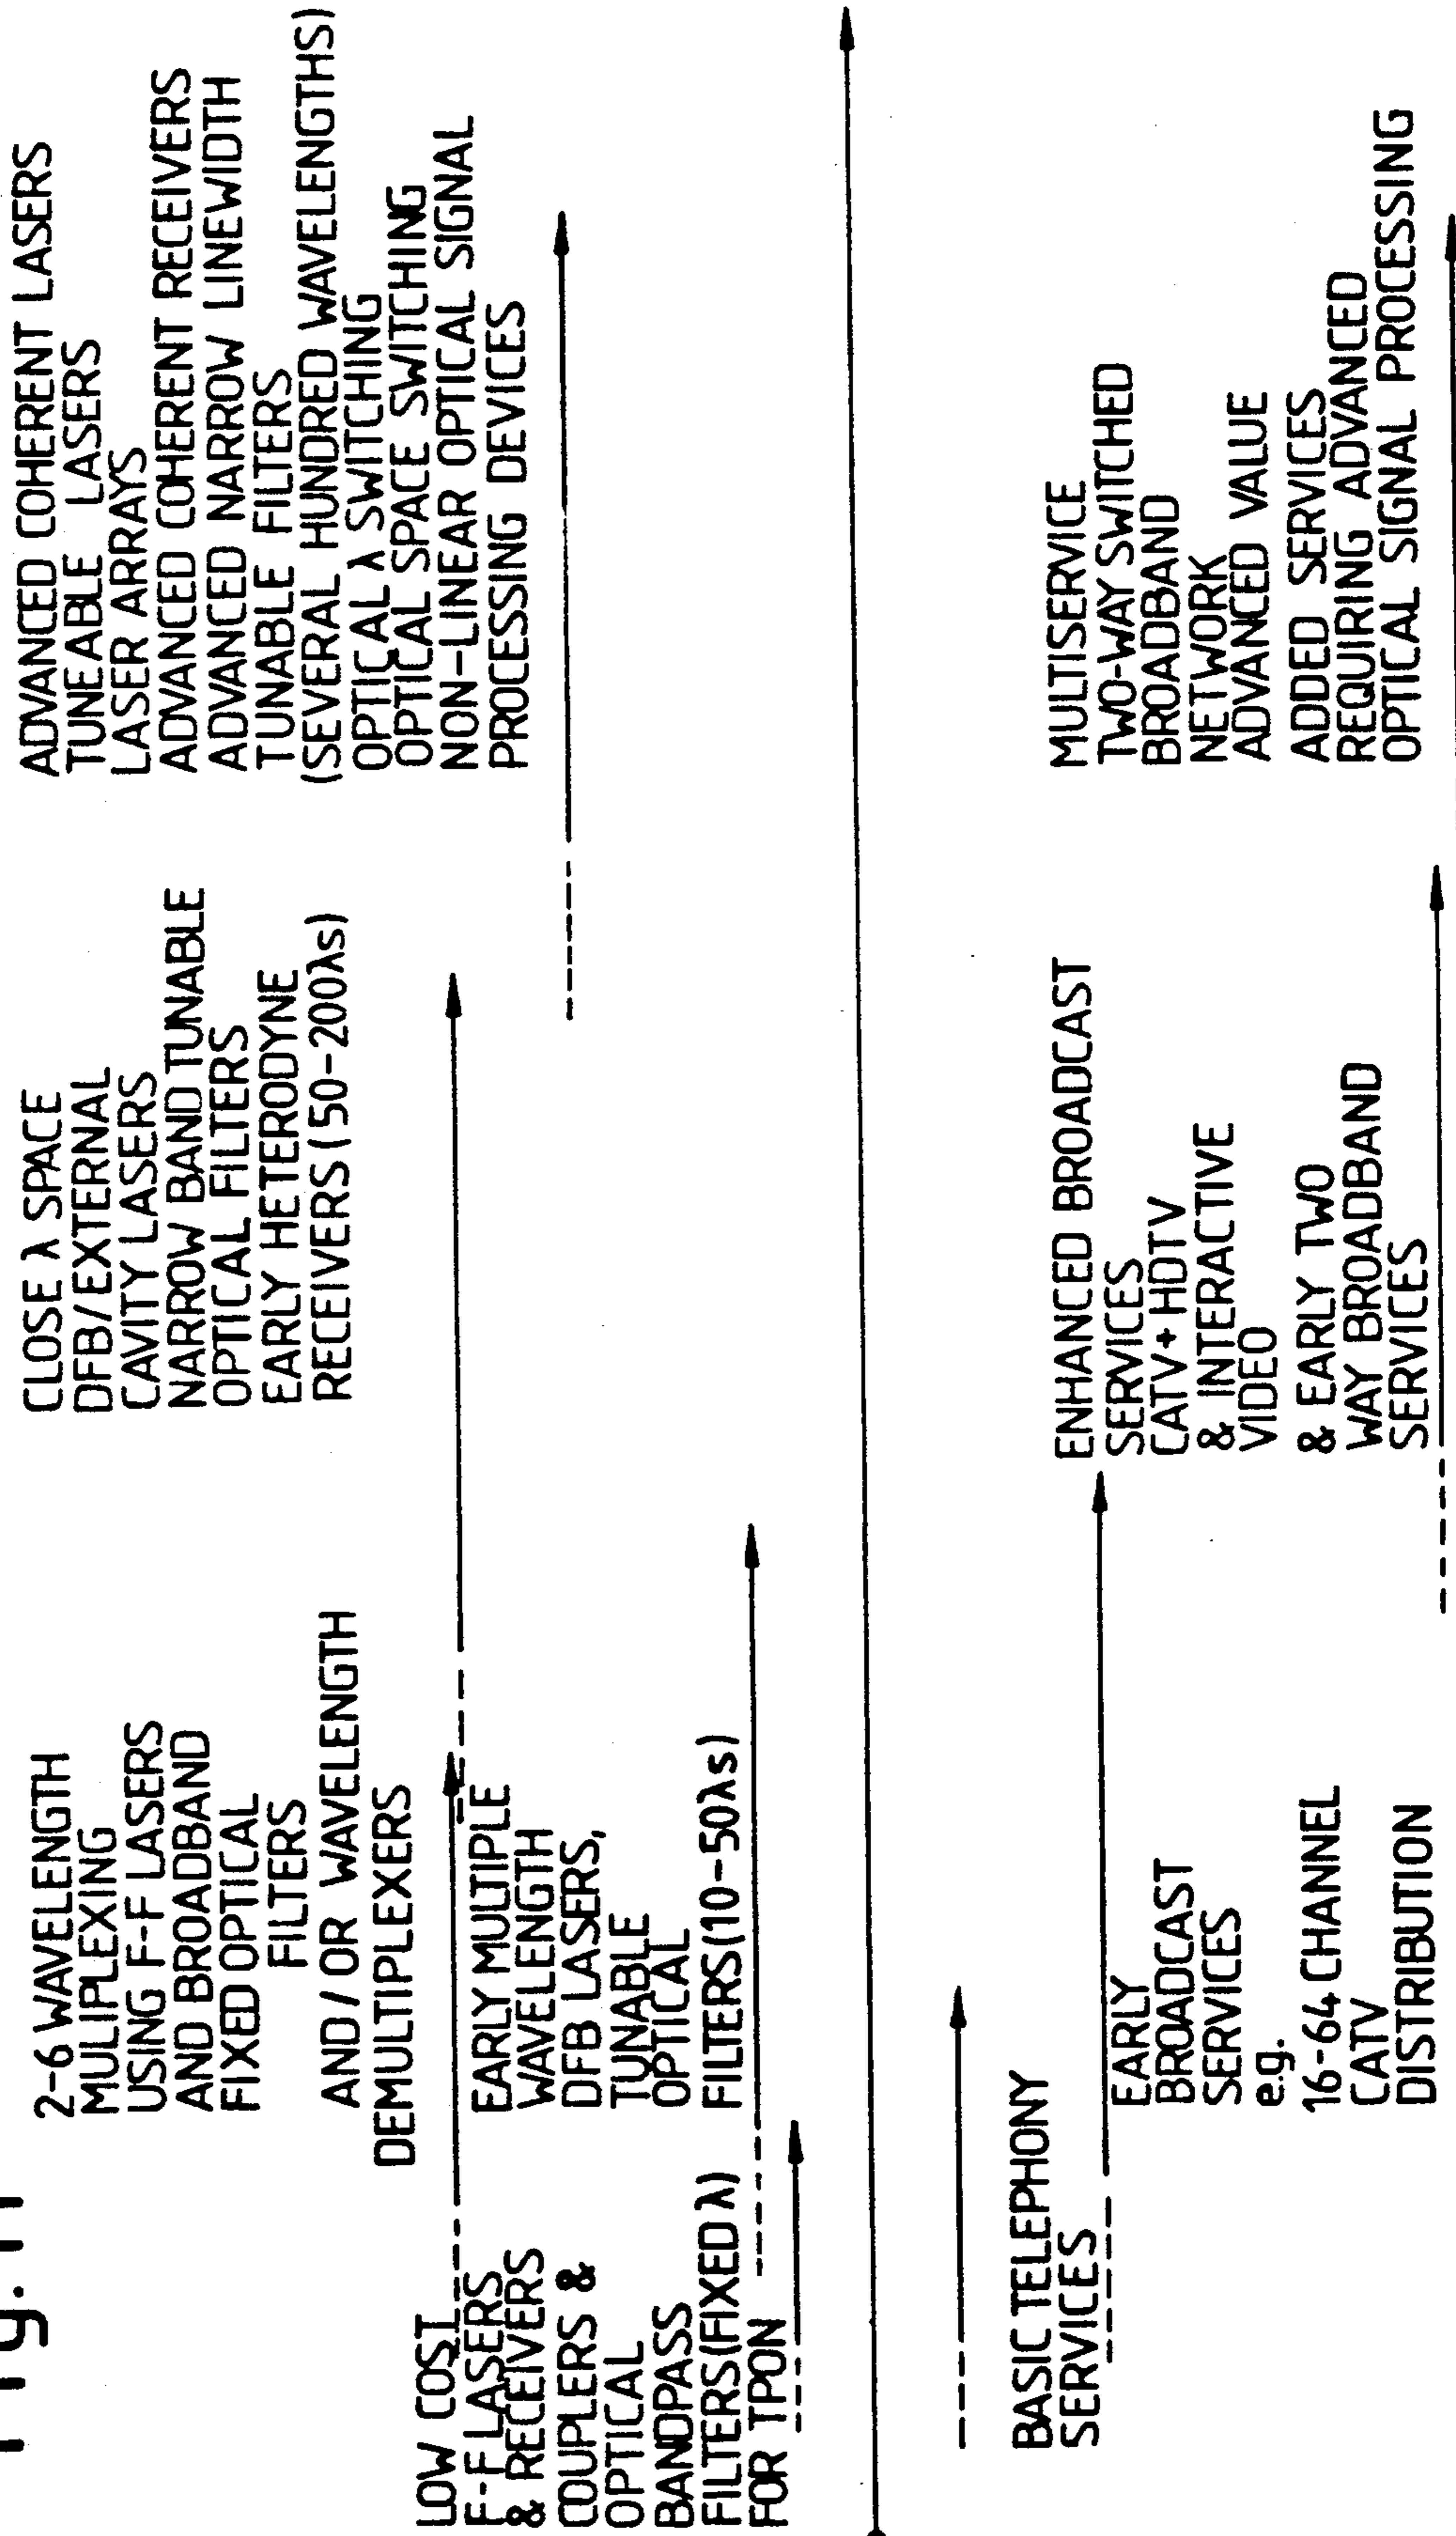 Fig.
2-6 WAVELENGTH
MULIPLEXING
USING F-F LASERS
AND BROADBAND
FIXED OPTICAL
FILTERS
AND / OR WAVELENGTH
DEMULTIPLEXERS
CLOSE λ SPACE
DFB/EXTERNAL
CAVITY LASERS
NARROW BAND TUNABLE
OPTICAL FILTERS
EARLY HETERODYNE
RECEIVERS (50-200λs)
ADVANCED COHERENT LASERS
TUNEABLE LASERS
LASER ARRAYS
ADVANCED COHERENT RECEIVERS
ADVANCED NARROW LINEWIDTH
TUNABLE FILTERS
(SEVERAL HUNDRED WAVELENGTHS)
OPTICAL λ SWITCHING
OPTICAL SPACE SWITCHING
NON-LINEAR OPTICAL SIGNAL
PROCESSING DEVICES
LOW COST
F-F LASERS
& RECEIVERS
COUPLERS &
OPTICAL
BANDPASS
FILTERS (FIXED λ)
FOR TPON
EARLY MULTIPLE
WAVELENGTH
DFB LASERS,
TUNABLE
OPTICAL
FILTERS (10-50λs)
BASIC TELEPHONY
SERVICES
EARLY
BROADCAST
SERVICES
e.g.
16-64 CHANNEL
CATV
DISTRIBUTION
ENHANCED BROADCAST
SERVICES
CATV + HDTV
& INTERACTIVE
VIDEO
& EARLY TWO
WAY BROADBAND
SERVICES
MULTISERVICE
TWO-WAY SWITCHED
BROADBAND
NETWORK
ADVANCED VALUE
ADDED SERVICES
REQUIRING ADVANCED
OPTICAL SIGNAL PROCESSING